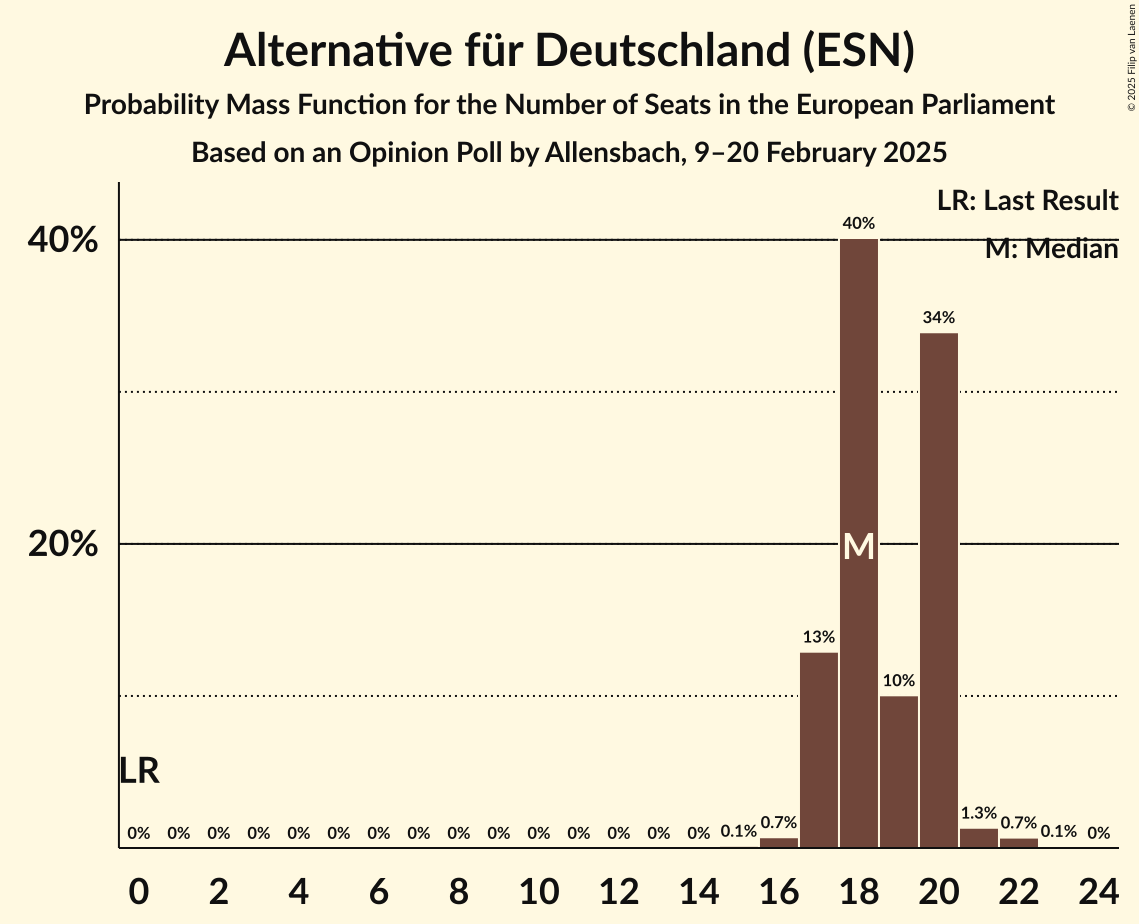 Alternative für Deutschland (ESN)
Probability Mass Function for the Number of Seats in the European Parliament
Based on an Opinion Poll by Allensbach, 9–20 February 2025
© 2025 Filip van Laenen
LR: Last Result
M: Median
40%
20%
40%
34%
13%
10%
M
LR
0% 0% 0% 0% 0% 0% 0% 0% 0% 0% 0% 0% 0% 0% 0% 0.1% 0.7% 1.3% 0.7% 0.1% 0%
0 2 4 6 8 10 12 14 16 18 20 22 24